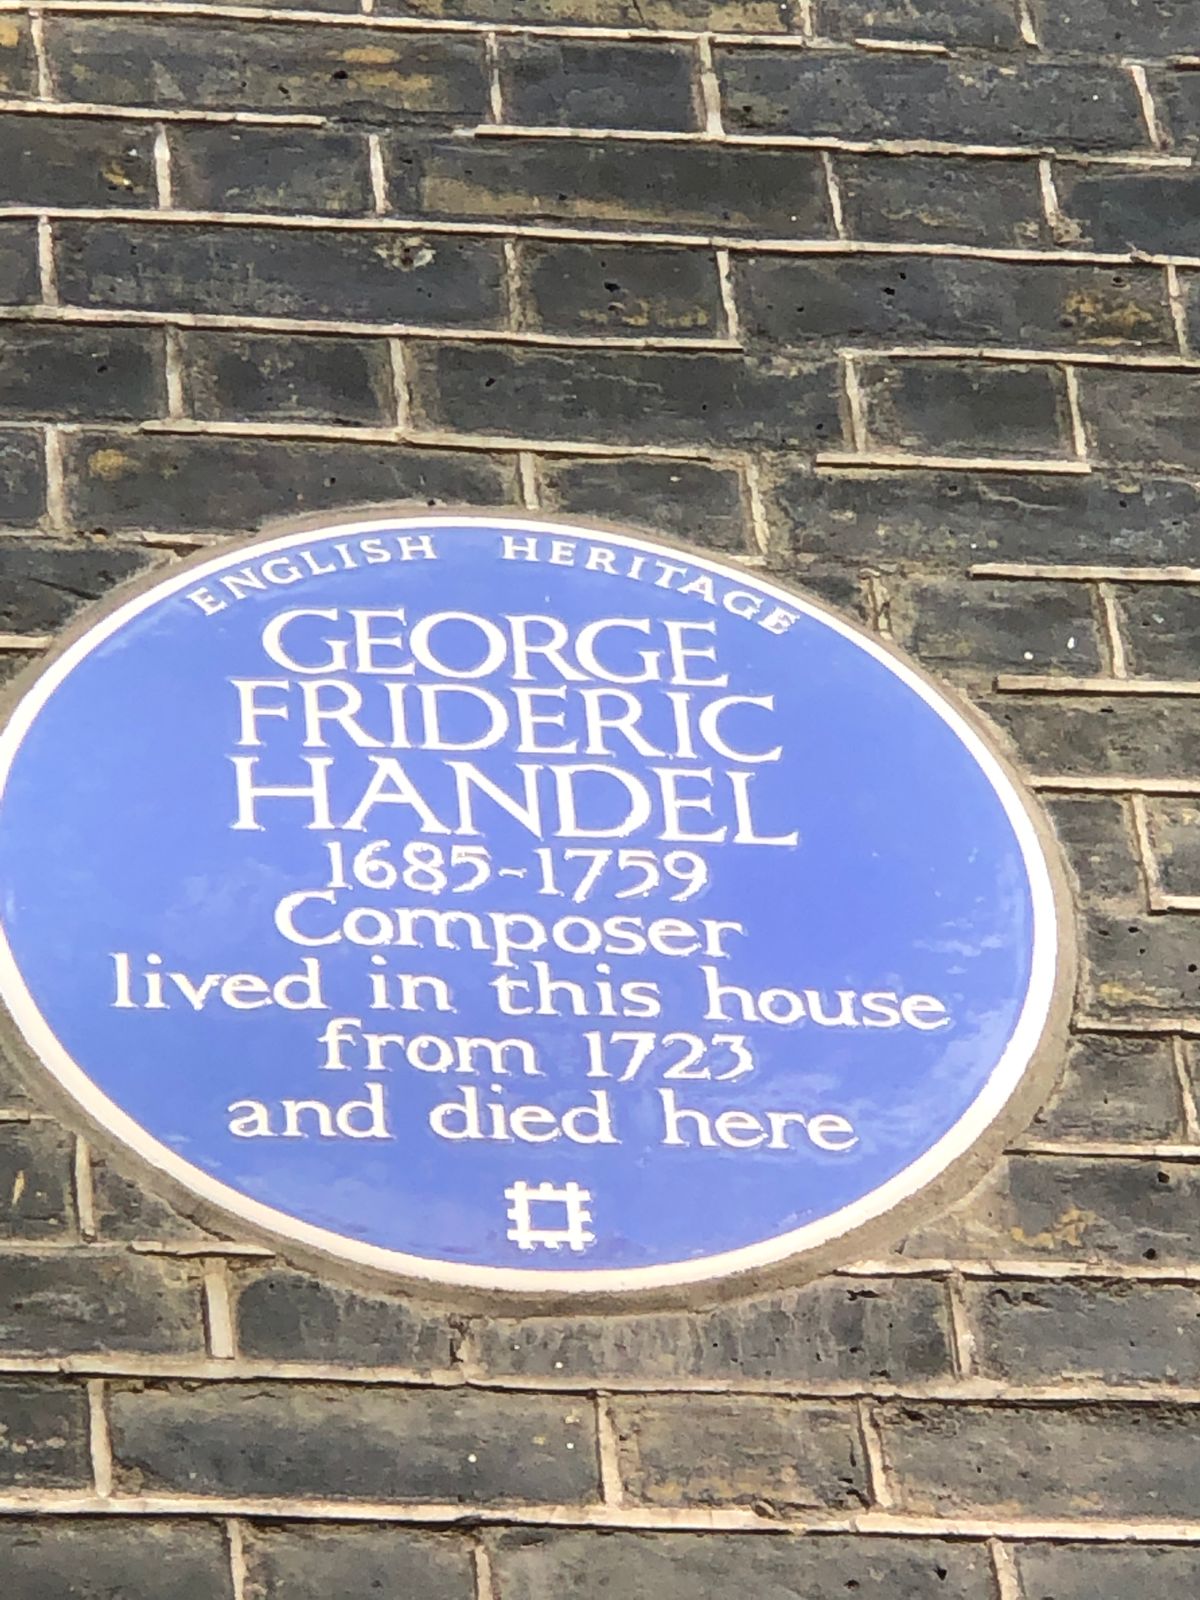 ENGLISH HERITAGE
GEORGE
FRIDERIC
HANDEL
1685-1759
Composer
lived in this house
from 1723
and died here